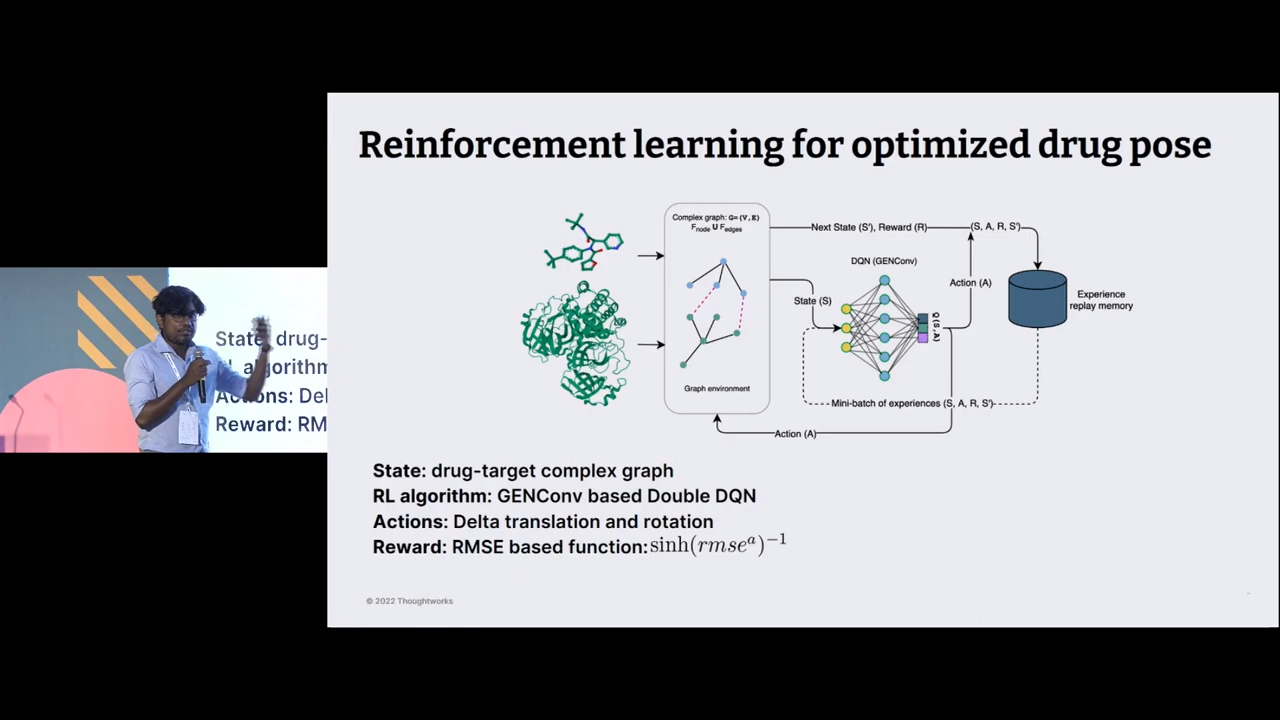 Reinforcement learning for optimized drug pose
Complex graph: G=(V,E)
F_node U F_edges
Graph environment
Next State (S'), Reward (R)
(S, A, R, S')
DQN (GENConv)
State (S)
Action (A)
Q(S,A)
Experience
replay memory
Mini-batch of experiences (S, A, R, S')
Action (A)
State: drug-target complex graph
RL algorithm: GENConv based Double DQN
Actions: Delta translation and rotation
Reward: RMSE based function: sinh(rmse^a)^-1
© 2022 Thoughtworks
State: drug-
algorithm
Actions: Del
Reward: RM